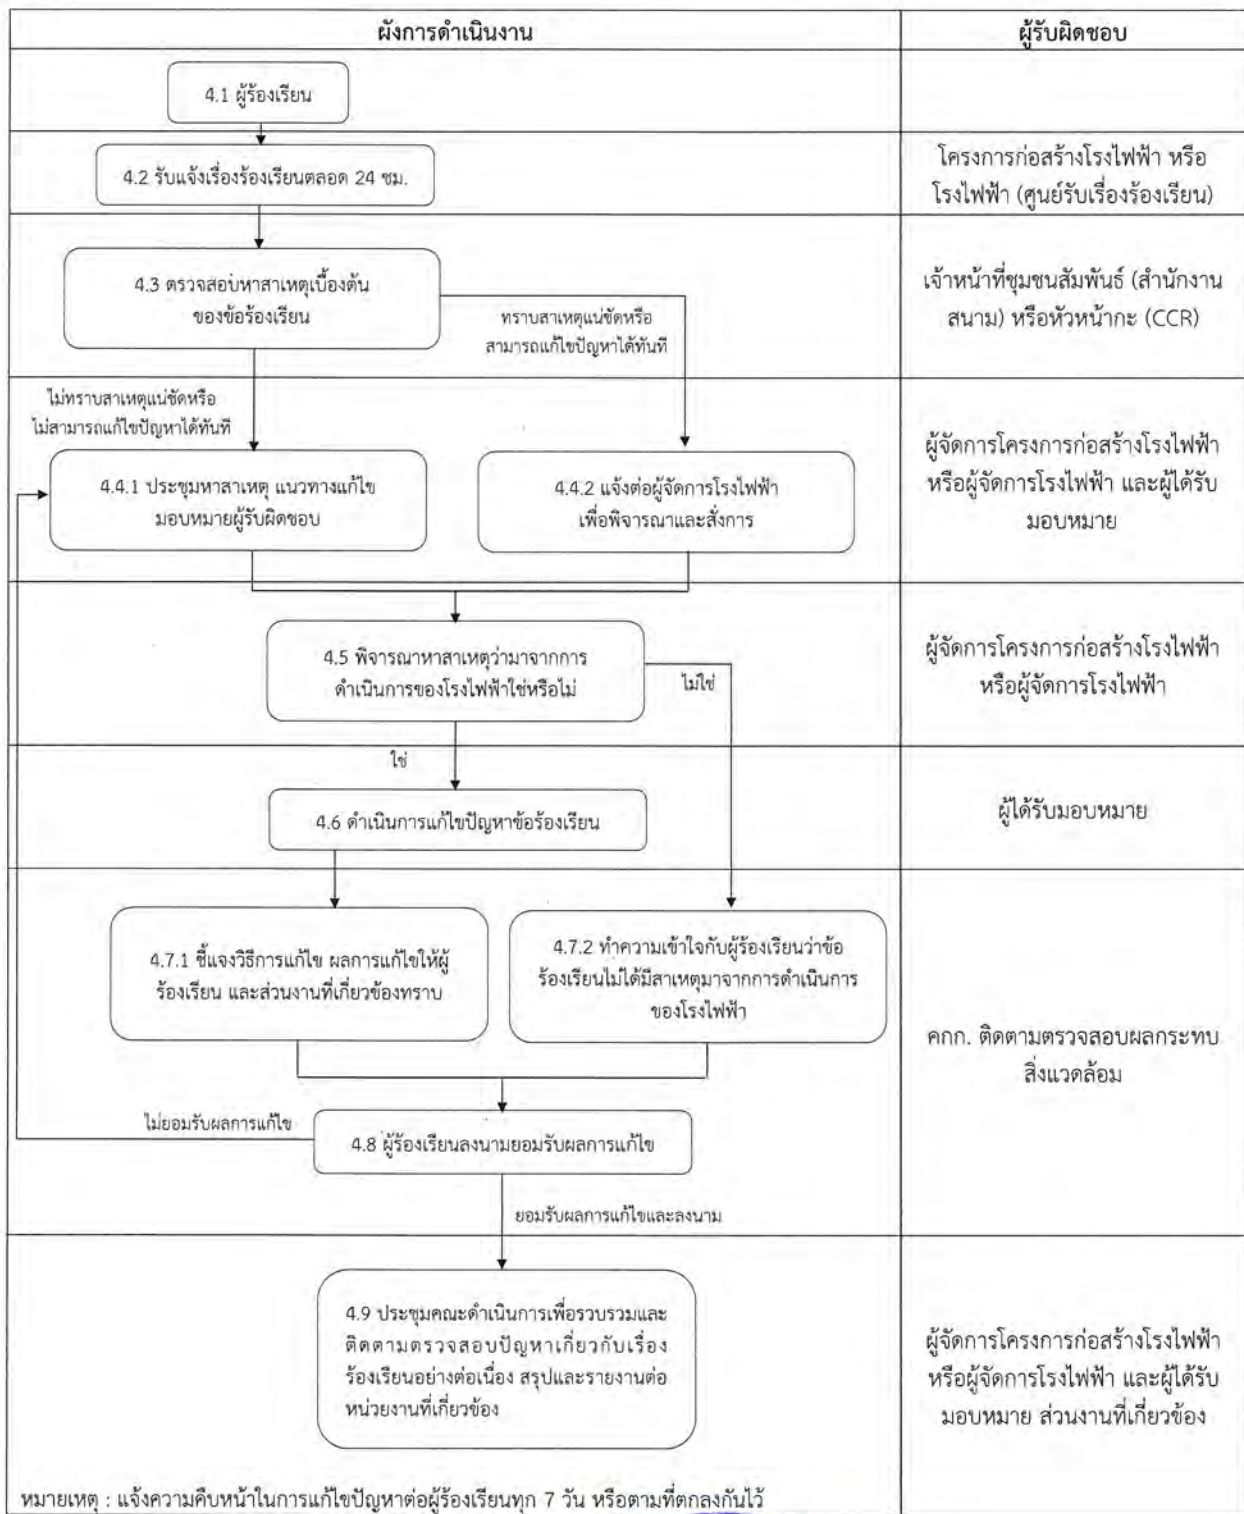 ผังการดำเนินงาน
ผู้รับผิดชอบ
4.1 ผู้ร้องเรียน
4.2 รับแจ้งเรื่องร้องเรียนตลอด 24 ชม.
โครงการก่อสร้างโรงไฟฟ้า หรือ
โรงไฟฟ้า (ศูนย์รับเรื่องร้องเรียน)
4.3 ตรวจสอบหาสาเหตุเบื้องต้น
ของข้อร้องเรียน
ทราบสาเหตุแน่ชัดหรือ
สามารถแก้ไขปัญหาได้ทันที
เจ้าหน้าที่ชุมชนสัมพันธ์ (สำนักงาน
สนาม) หรือหัวหน้ากะ (CCR)
ไม่ทราบสาเหตุแน่ชัดหรือ
ไม่สามารถแก้ไขปัญหาได้ทันที
4.4.1 ประชุมหาสาเหตุ แนวทางแก้ไข
มอบหมายผู้รับผิดชอบ
4.4.2 แจ้งต่อผู้จัดการโรงไฟฟ้า
เพื่อพิจารณาและสั่งการ
ผู้จัดการโครงการก่อสร้างโรงไฟฟ้า
หรือผู้จัดการโรงไฟฟ้า และผู้ได้รับ
มอบหมาย
4.5 พิจารณาหาสาเหตุว่ามาจากการ
ดำเนินการของโรงไฟฟ้าใช่หรือไม่
ไม่ใช่
ผู้จัดการโครงการก่อสร้างโรงไฟฟ้า
หรือผู้จัดการโรงไฟฟ้า
ใช่
4.6 ดำเนินการแก้ไขปัญหาข้อร้องเรียน
ผู้ได้รับมอบหมาย
4.7.1 ชี้แจงวิธีการแก้ไข ผลการแก้ไขให้ผู้
ร้องเรียน และส่วนงานที่เกี่ยวข้องทราบ
4.7.2 ทำความเข้าใจกับผู้ร้องเรียนว่าข้อ
ร้องเรียนไม่ได้มีสาเหตุมาจากการดำเนินการ
ของโรงไฟฟ้า
คกก. ติดตามตรวจสอบผลกระทบ
สิ่งแวดล้อม
ไม่ยอมรับผลการแก้ไข
4.8 ผู้ร้องเรียนลงนามยอมรับผลการแก้ไข
ยอมรับผลการแก้ไขและลงนาม
4.9 ประชุมคณะดำเนินการเพื่อรวบรวมและ
ติดตามตรวจสอบปัญหาเกี่ยวกับเรื่อง
ร้องเรียนอย่างต่อเนื่อง สรุปและรายงานต่อ
หน่วยงานที่เกี่ยวข้อง
ผู้จัดการโครงการก่อสร้างโรงไฟฟ้า
หรือผู้จัดการโรงไฟฟ้า และผู้ได้รับ
มอบหมาย ส่วนงานที่เกี่ยวข้อง
หมายเหตุ : แจ้งความคืบหน้าในการแก้ไขปัญหาต่อผู้ร้องเรียนทุก 7 วัน หรือตามที่ตกลงกันไว้